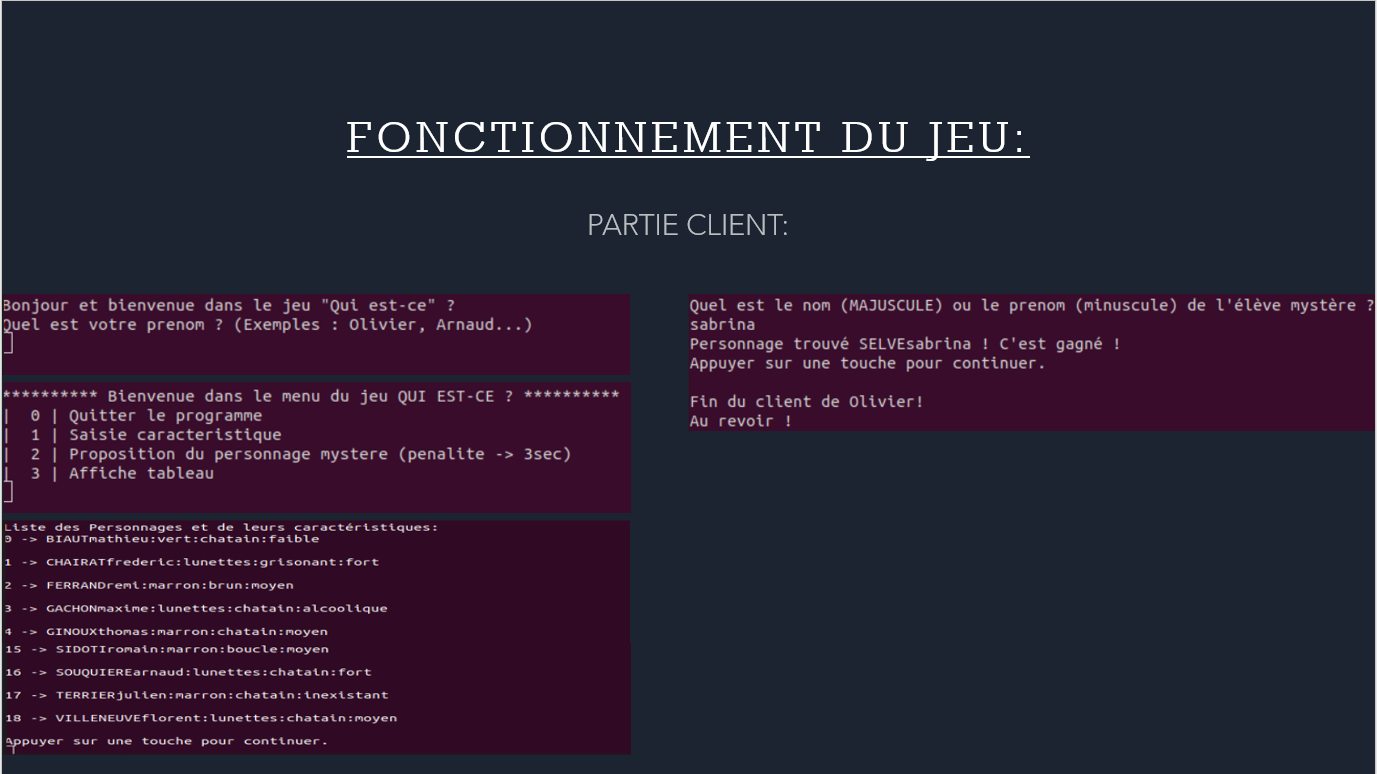 FONCTIONNEMENT DU JEU:
PARTIE CLIENT:
Bonjour et bienvenue dans le jeu "Qui est-ce" ?
Quel est votre prenom ? (Exemples : Olivier, Arnaud...)
********** Bienvenue dans le menu du jeu QUI EST-CE ? **********
| 0 | Quitter le programme
| 1 | Saisie caracteristique
| 2 | Proposition du personnage mystere (penalite -> 3sec)
| 3 | Affiche tableau
Liste des Personnages et de leurs caractéristiques:
0 -> BIAUTmathieu:vert:chatain:faible
1 -> CHAIRATfrederic:lunettes:grisonant:fort
2 -> FERRANDremi:marron:brun:moyen
3 -> GACHONmaxime:lunettes:chatain:alcoolique
4 -> GINOUXthomas:marron:chatain:moyen
15 -> SIDOTIromain:marron:boucle:moyen
16 -> SOUQUIEREarnaud:lunettes:chatain:fort
17 -> TERRIERjulien:marron:chatain:inexistant
18 -> VILLENEUVEflorent:lunettes:chatain:moyen
Appuyer sur une touche pour continuer.
Quel est le nom (MAJUSCULE) ou le prenom (minuscule) de l'élève mystère ?
sabrina
Personnage trouvé SELVEsabrina ! C'est gagné !
Appuyer sur une touche pour continuer.
Fin du client de Olivier!
Au revoir !